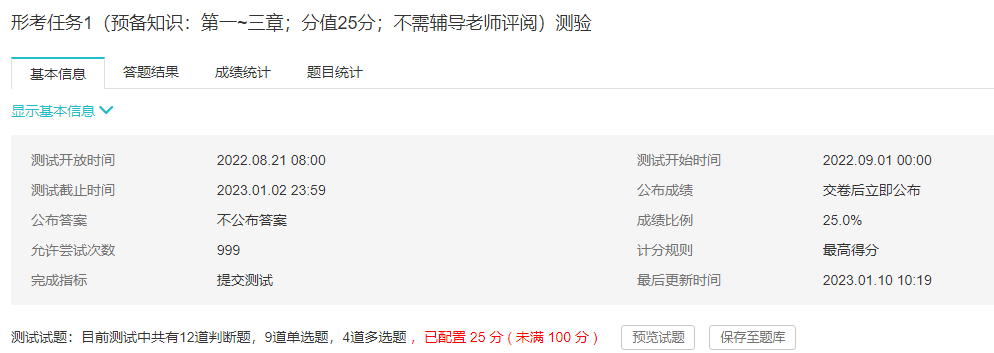 形考任务1（预备知识：第一~三章；分值25分；不需辅导老师评阅）测验
基本信息 答题结果 成绩统计 题目统计
显示基本信息
测试开放时间 2022.08.21 08:00 测试开始时间 2022.09.01 00:00
测试截止时间 2023.01.02 23:59 公布成绩 交卷后立即公布
公布答案 不公布答案 成绩比例 25.0%
允许尝试次数 999 计分规则 最高得分
完成指标 提交测试 最后更新时间 2023.01.10 10:19
测试试题：目前测试中共有12道判断题，9道单选题，4道多选题 ，已配置 25 分 ( 未满 100 分 ) 预览试题 保存至题库